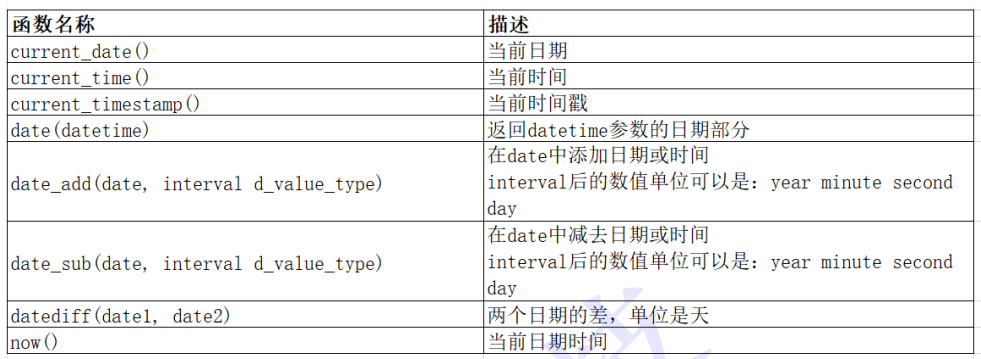 函数名称 描述
current_date() 当前日期
current_time() 当前时间
current_timestamp() 当前时间戳
date(datetime) 返回datetime参数的日期部分
date_add(date, interval d_value_type) 在date中添加日期或时间
interval后的数值单位可以是：year minute second
day
date_sub(date, interval d_value_type) 在date中减去日期或时间
interval后的数值单位可以是：year minute second
day
datediff(date1, date2) 两个日期的差，单位是天
now() 当前日期时间